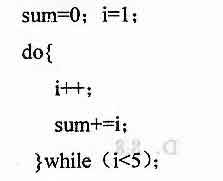 sum=0; i=1;
do{
i++;
sum+=i;
}while (i<5);